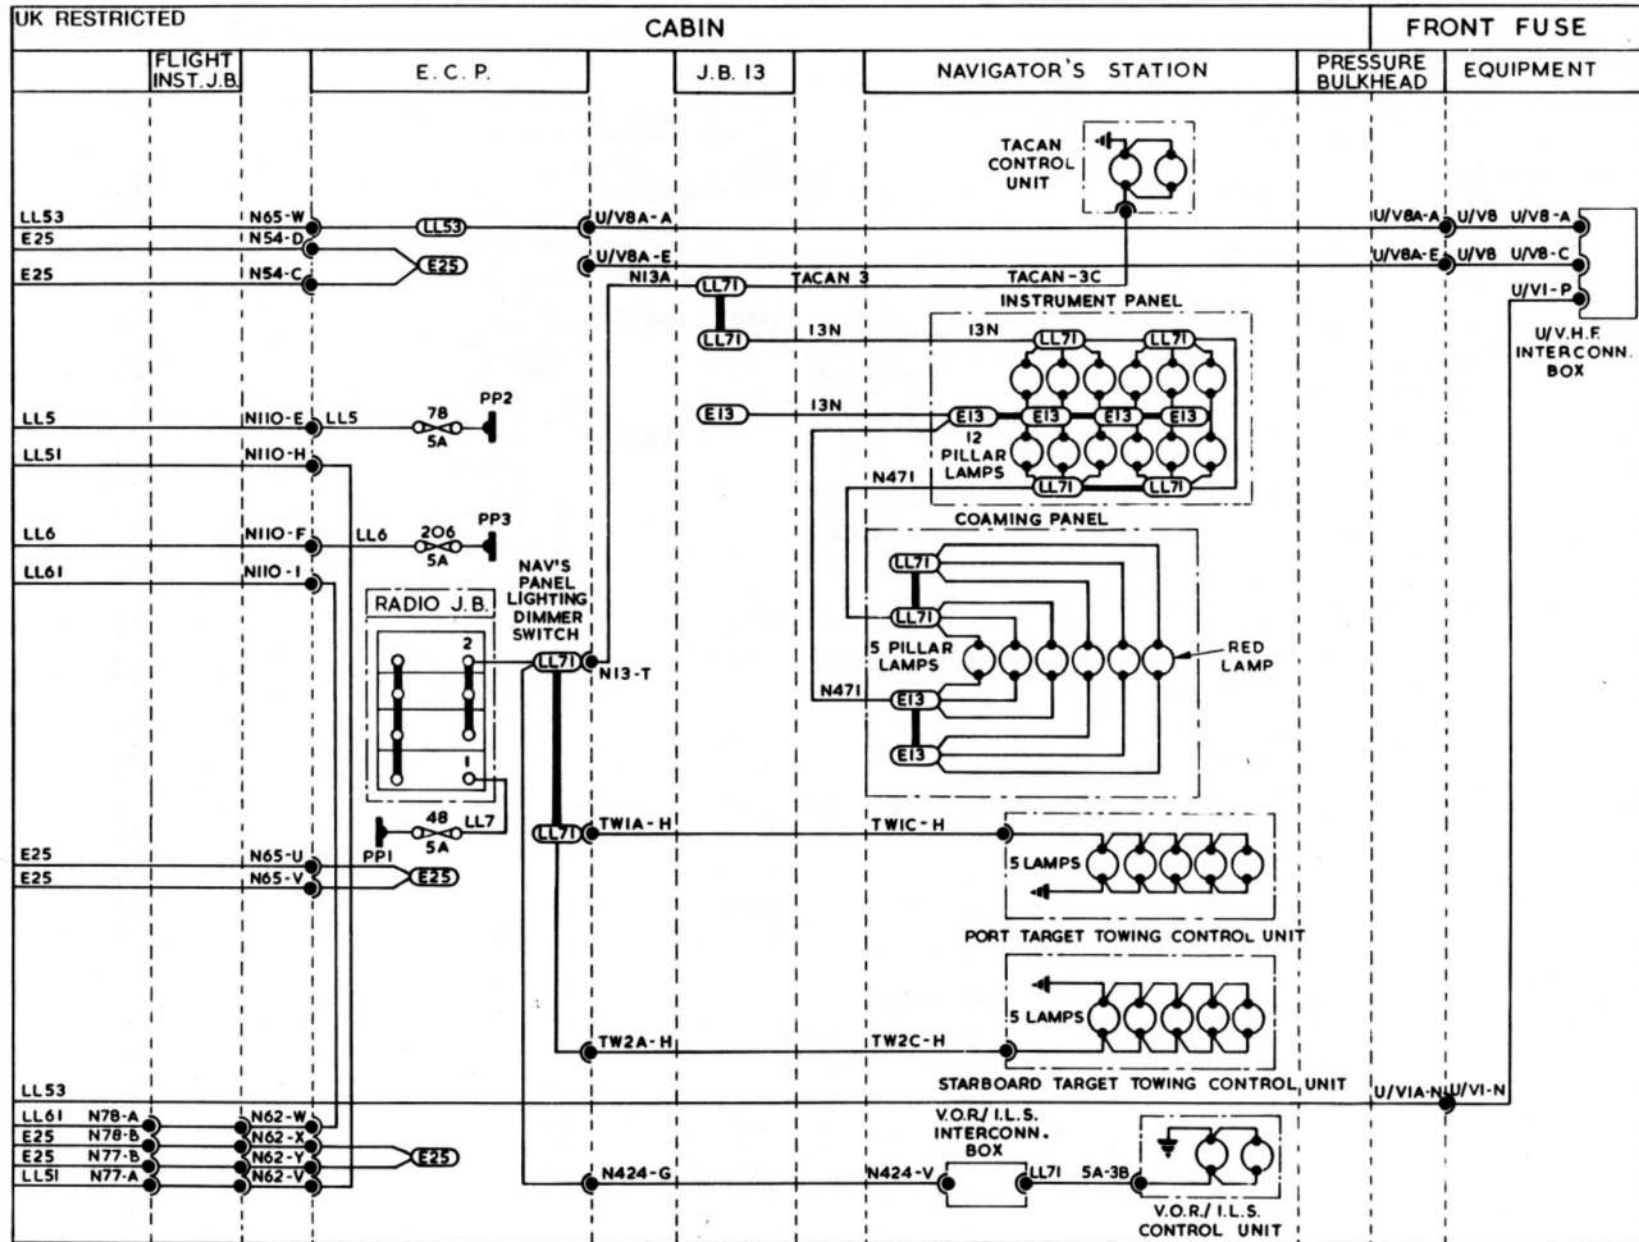 UK RESTRICTED
CABIN
FRONT FUSE
FLIGHT
INST. J.B.
E.C.P.
J.B. 13
NAVIGATOR'S STATION
PRESSURE
BULKHEAD
EQUIPMENT
TACAN
CONTROL
UNIT
LL53
N65-W
LL53
U/V8A-A
U/V8A-A
U/V8
U/V8-A
E25
N54-D
E25
U/V8A-E
U/V8A-E
U/V8
U/V8-C
E25
N54-C
N13A
LL71
TACAN 3
TACAN-3C
U/V1-P
U/V.H.F.
INTERCONN.
BOX
INSTRUMENT PANEL
LL71
13N
13N
LL71
LL71
LL5
N110-E
LL5
78
5A
PP2
E13
13N
E13
E13
E13
E13
12
PILLAR
LAMPS
LL51
N110-H
N471
LL71
LL71
COAMING PANEL
LL6
N110-F
LL6
206
5A
PP3
LL61
N110-1
NAV'S
PANEL
LIGHTING
DIMMER
SWITCH
RADIO J.B.
2
1
LL71
N13-T
LL71
LL71
5 PILLAR
LAMPS
RED
LAMP
N471
E13
E13
PP1
48
5A
LL7
LL71
TW1A-H
TW1C-H
5 LAMPS
PORT TARGET TOWING CONTROL UNIT
E25
N65-U
E25
E25
N65-V
5 LAMPS
TW2A-H
TW2C-H
STARBOARD TARGET TOWING CONTROL UNIT
LL53
U/V1A-N
U/V1-N
LL61
N78-A
N62-W
E25
N78-B
N62-X
E25
E25
N77-B
N62-Y
LL51
N77-A
N62-V
V.O.R./I.L.S.
INTERCONN.
BOX
N424-G
N424-V
LL71
5A-3B
V.O.R./I.L.S.
CONTROL UNIT